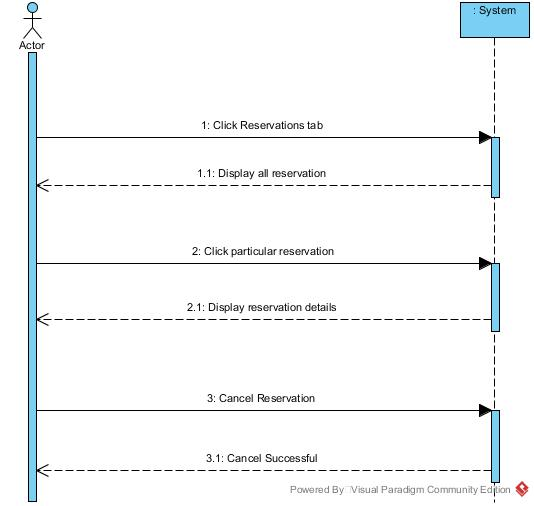 : System
Actor
1: Click Reservations tab
1.1: Display all reservation
2: Click particular reservation
2.1: Display reservation details
3: Cancel Reservation
3.1: Cancel Successful
Powered By Visual Paradigm Community Edition